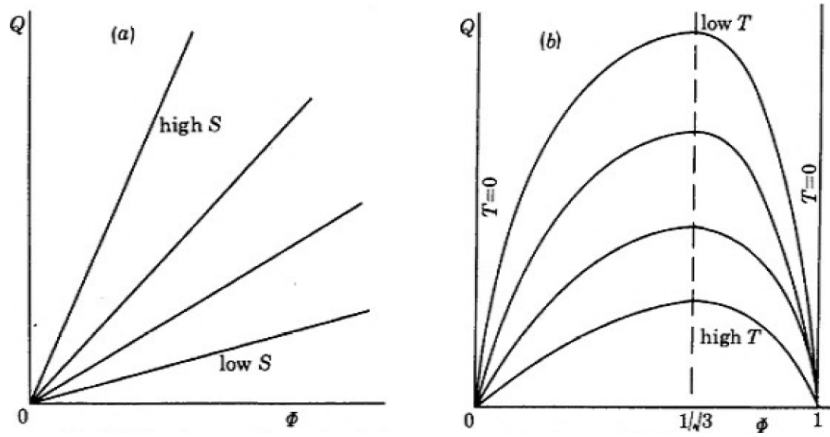 Q
(a)
high S
low S
0
Φ
Q
(b)
low T
T=0
T=0
high T
0
1/√3
Φ
1